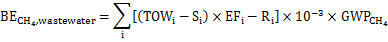 BE_{CH₄,wastewater} = ∑_i [(TOW_i − S_i) × EF_i − R_i] × 10⁻³ × GWP_{CH₄}